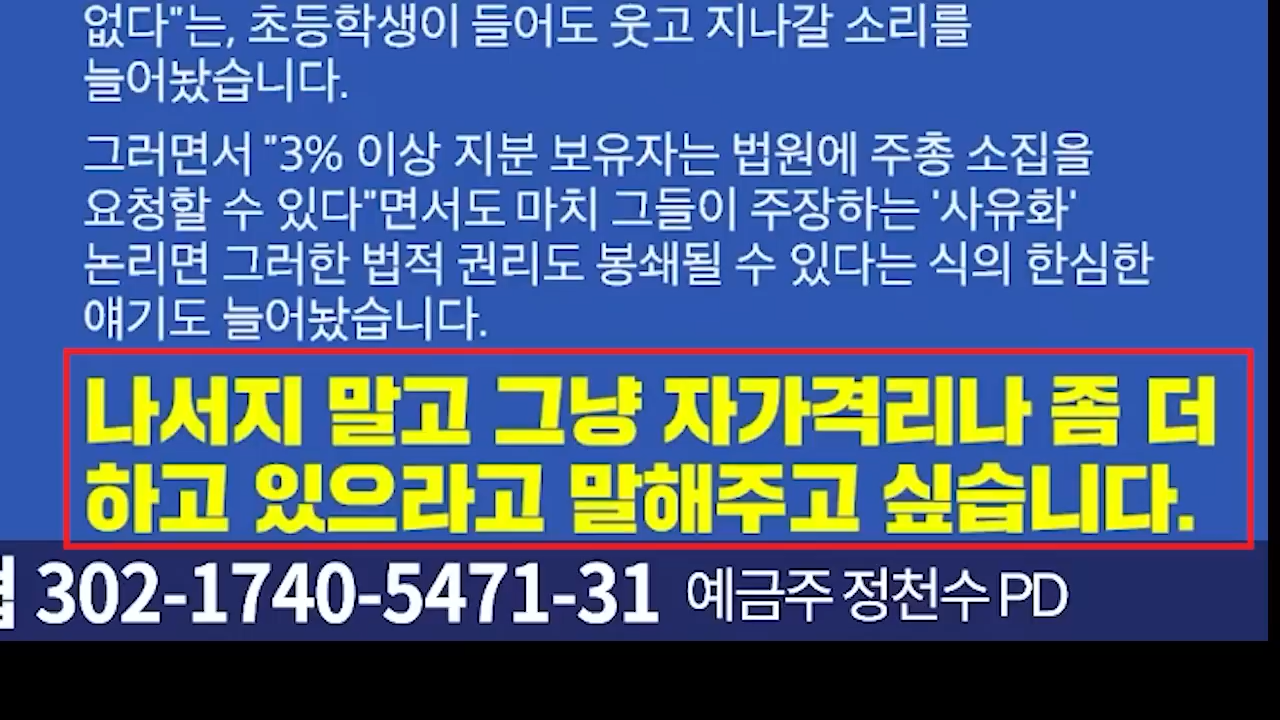 없다"는, 초등학생이 들어도 웃고 지나갈 소리를
늘어놨습니다.
그러면서 "3% 이상 지분 보유자는 법원에 주총 소집을
요청할 수 있다"면서도 마치 그들이 주장하는 '사유화'
논리면 그러한 법적 권리도 봉쇄될 수 있다는 식의 한심한
얘기도 늘어놨습니다.
나서지 말고 그냥 자가격리나 좀 더
하고 있으라고 말해주고 싶습니다.
302-1740-5471-31 예금주 정천수 PD